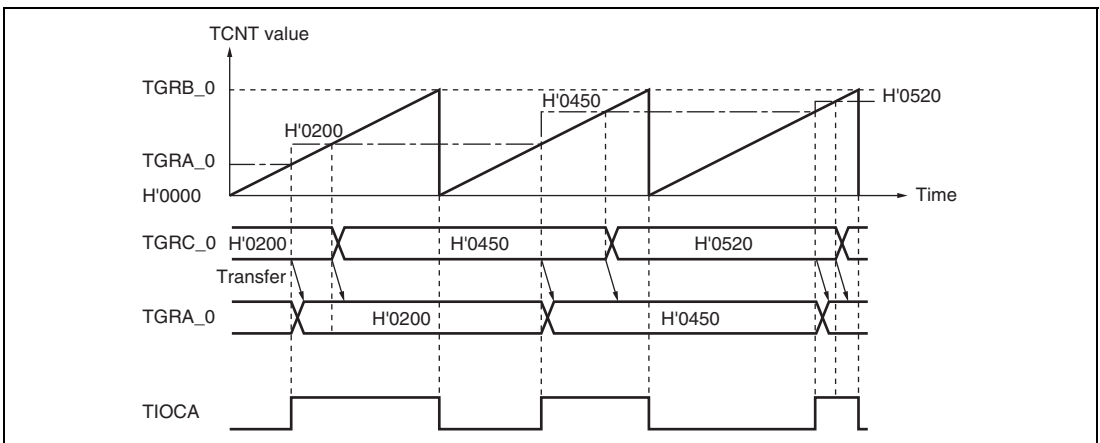 TCNT value
TGRB_0
H'0450
H'0520
H'0200
TGRA_0
H'0000
Time
TGRC_0 H'0200 H'0450 H'0520
Transfer
TGRA_0 H'0200 H'0450
TIOCA